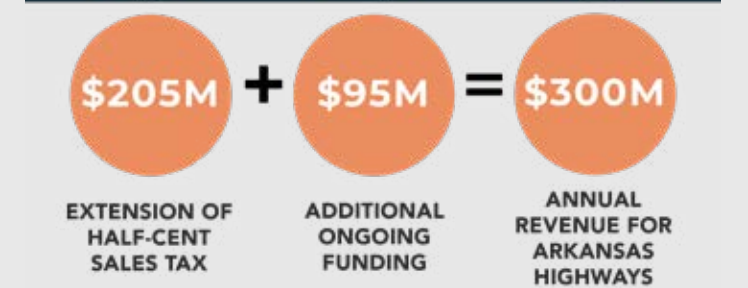 $205M + $95M = $300M
EXTENSION OF
HALF-CENT
SALES TAX
ADDITIONAL
ONGOING
FUNDING
ANNUAL
REVENUE FOR
ARKANSAS
HIGHWAYS